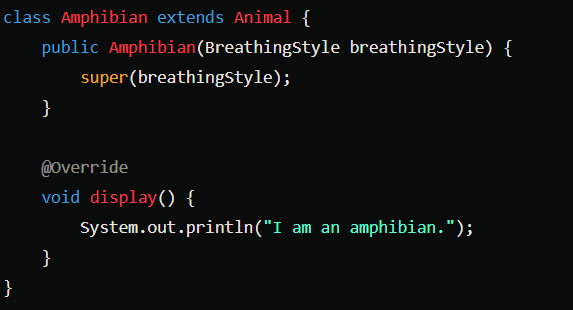 class Amphibian extends Animal {
    public Amphibian(BreathingStyle breathingStyle) {
        super(breathingStyle);
    }

    @Override
    void display() {
        System.out.println("I am an amphibian.");
    }
}